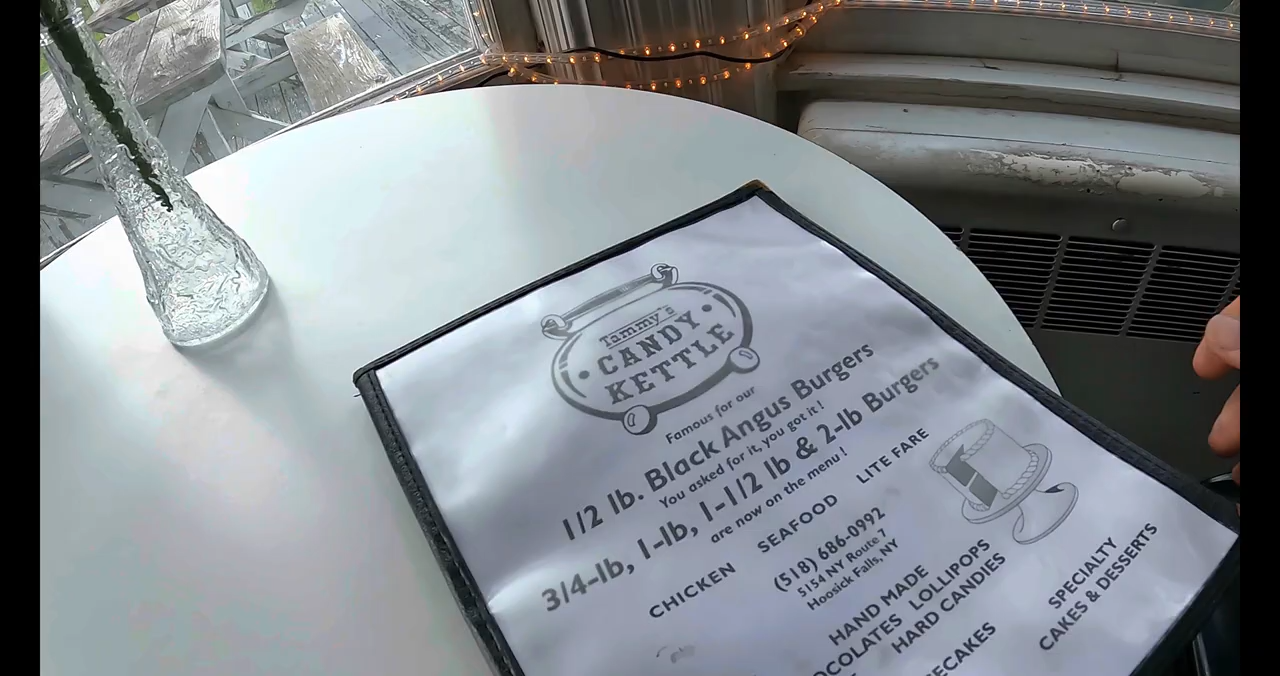 Tammy's
CANDY
KETTLE
Famous for our
1/2 lb. Black Angus Burgers
You asked for it, you got it !
3/4-lb, 1-lb, 1-1/2 lb & 2-lb Burgers
are now on the menu !
CHICKEN SEAFOOD LITE FARE
(518) 686-0992
5154 NY Route 7
Hoosick Falls, NY
HAND MADE
OCOLATES LOLLIPOPS
HARD CANDIES
ECAKES
SPECIALTY
CAKES & DESSERTS